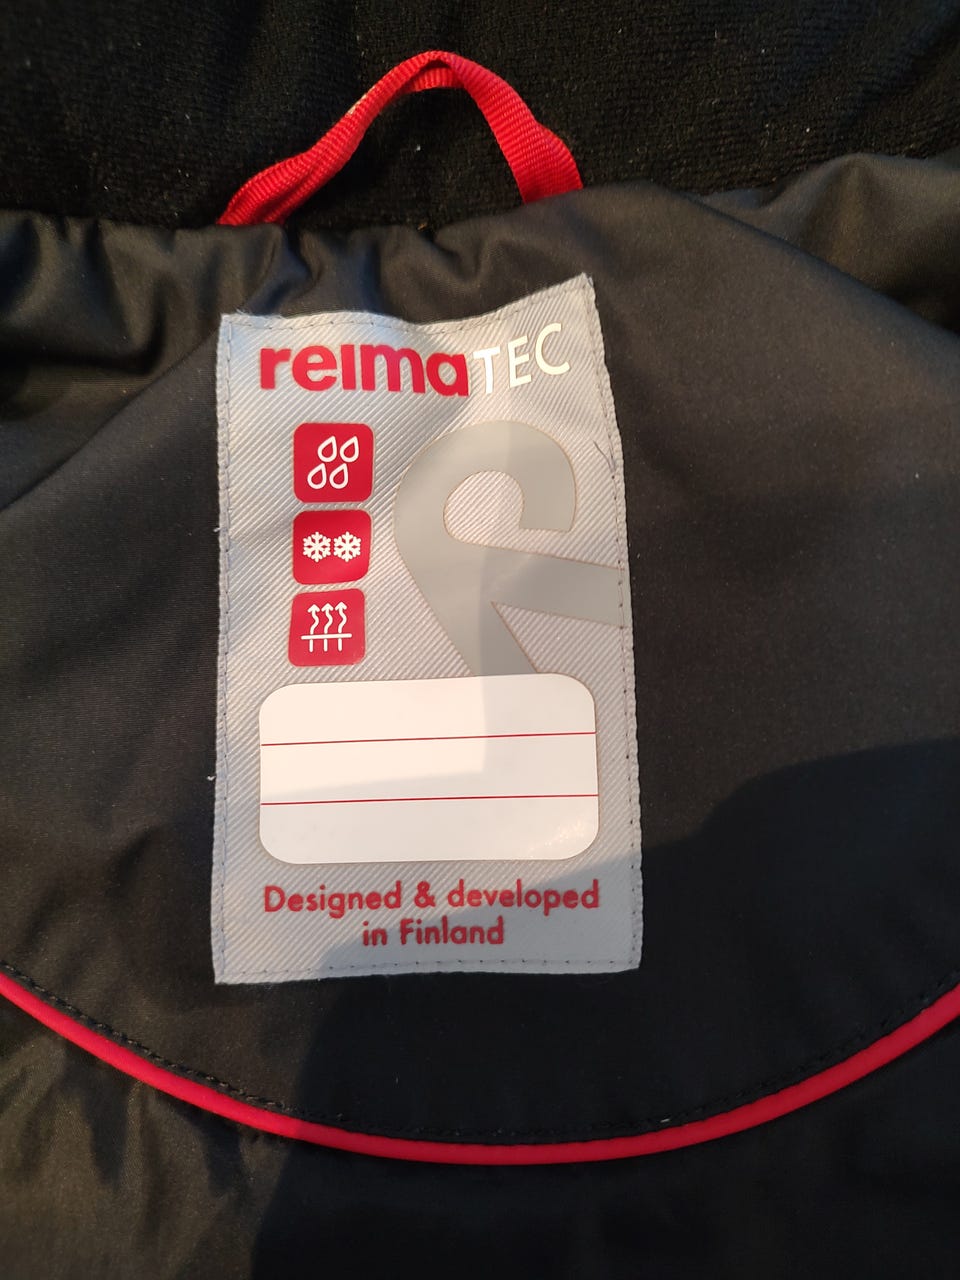 reimaTEC
Designed & developed
in Finland